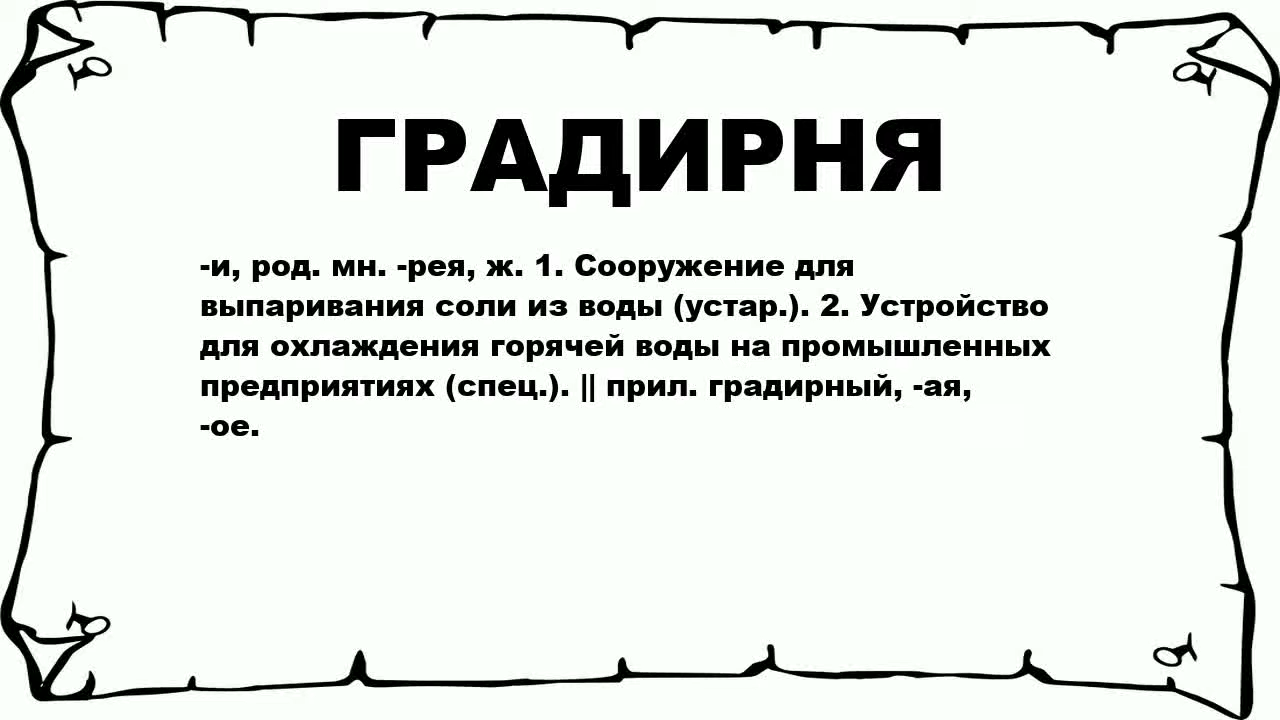 ГРАДИРНЯ
-и, род. мн. -рея, ж. 1. Сооружение для
выпаривания соли из воды (устар.). 2. Устройство
для охлаждения горячей воды на промышленных
предприятиях (спец.). || прил. градирный, -ая,
-ое.